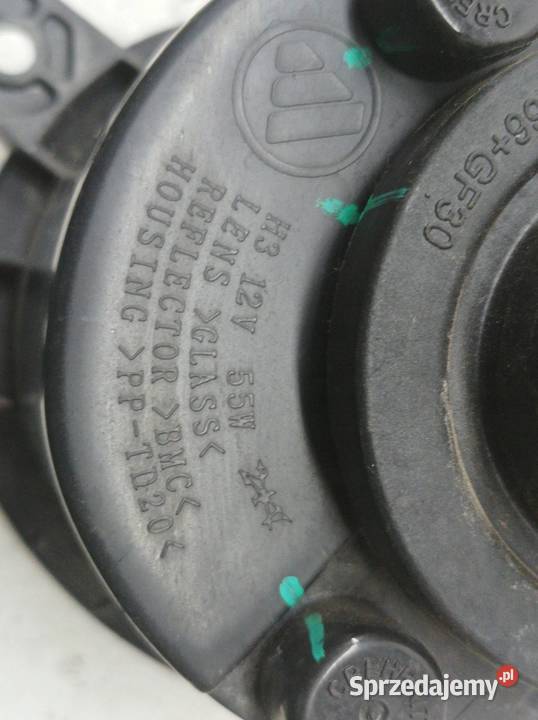 H3 12V 55W
LENS >GLASS<
REFLECTOR >BMC<
HOUSING >PP-TD20<
66+GF30
Sprzedajemy.pl